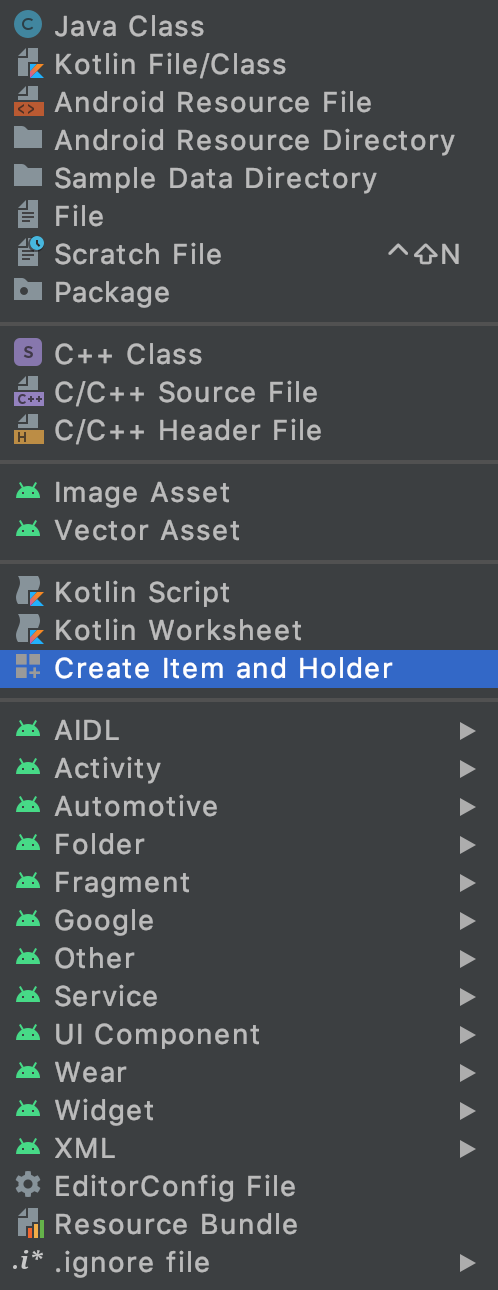 C Java Class
Kotlin File/Class
<> Android Resource File
Android Resource Directory
Sample Data Directory
File
Scratch File ^⇧N
Package
S C++ Class
C++ C/C++ Source File
H C/C++ Header File
Image Asset
Vector Asset
Kotlin Script
Kotlin Worksheet
Create Item and Holder
AIDL
Activity
Automotive
Folder
Fragment
Google
Other
Service
UI Component
Wear
Widget
XML
EditorConfig File
Resource Bundle
.i* .ignore file